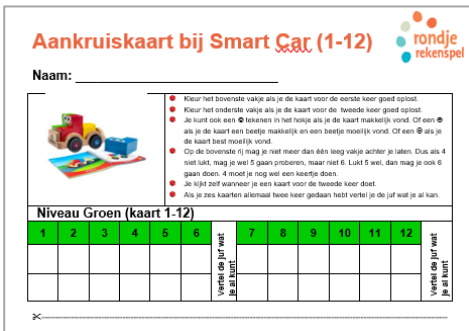 Aankruiskaart bij Smart Car (1-12)
rondje
rekenspel
Naam: ____________________________
Kleur het bovenste vakje als je de kaart voor de eerste keer goed oplost.
Kleur het onderste vakje als je de kaart voor de tweede keer goed oplost.
Je kunt ook een ☻ tekenen in het hokje als je de kaart makkelijk vond. Of een 😐
als je de kaart een beetje makkelijk en een beetje moeilijk vond. Of een ☹ als je
de kaart best moeilijk vond.
Op de bovenste rij mag je niet meer dan één leeg vakje achter je laten. Dus als 4
niet lukt, mag je wel 5 gaan proberen, maar niet 6. Lukt 5 wel, dan mag je ook 6
gaan doen. 4 moet je nog wel een keertje doen.
Je kijkt zelf wanneer je een kaart voor de tweede keer doet.
Als je zes kaarten allemaal twee keer gedaan hebt vertel je de juf wat je al kan.
Niveau Groen (kaart 1-12)
1 2 3 4 5 6 Vertel de juf wat 7 8 9 10 11 12 Vertel de juf wat
je al kunt je al kunt